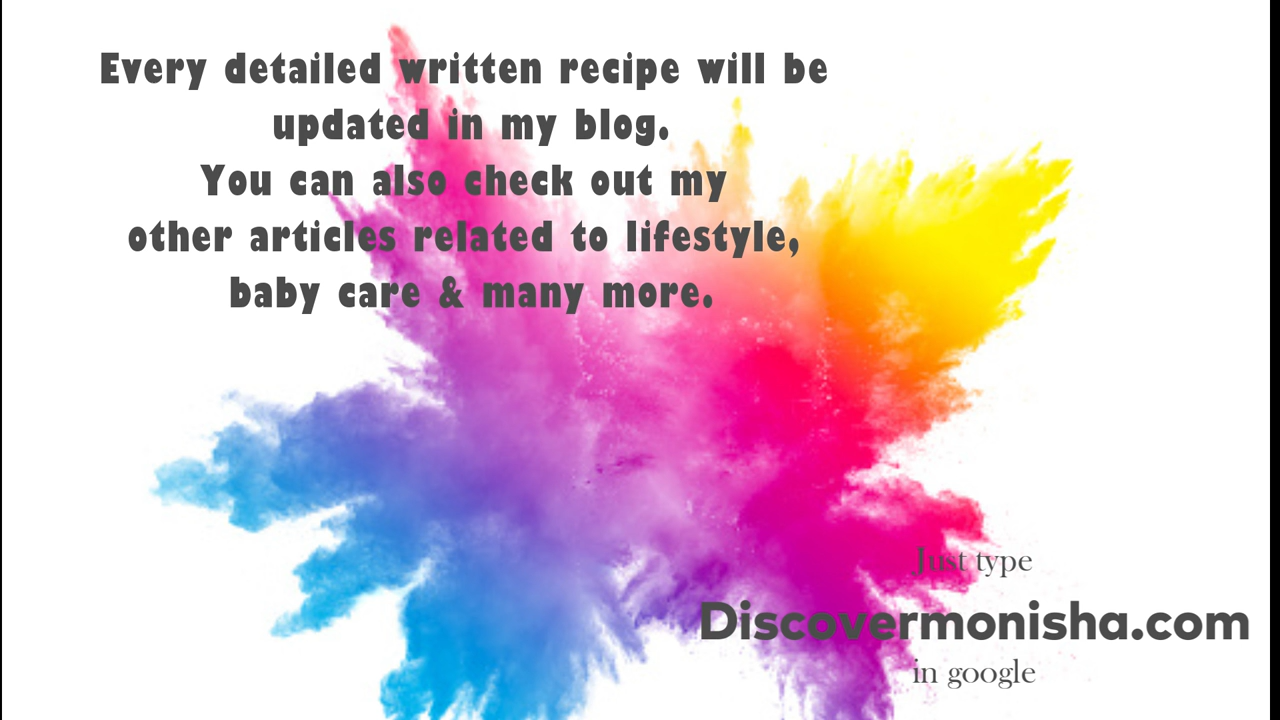 Every detailed written recipe will be
updated in my blog.
You can also check out my
other articles related to lifestyle,
baby care & many more.
Just type
Discovermonisha.com
in google